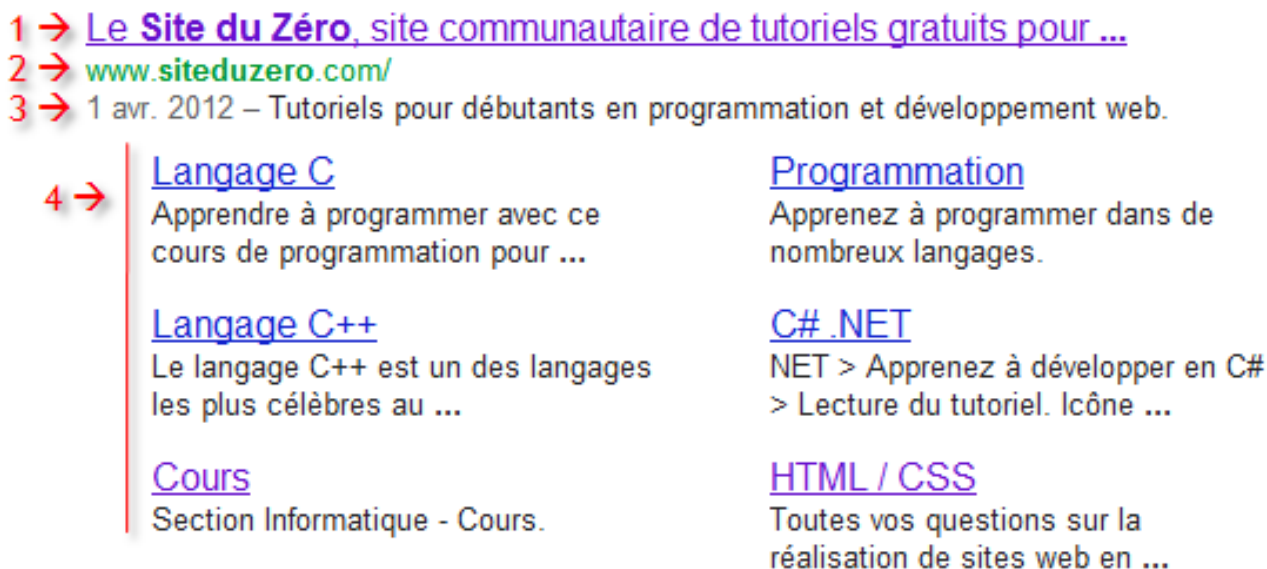 1 → Le Site du Zéro, site communautaire de tutoriels gratuits pour ...
2 → www.siteduzero.com/
3 → 1 avr. 2012 – Tutoriels pour débutants en programmation et développement web.
4 →
Langage C
Apprendre à programmer avec ce
cours de programmation pour ...
Programmation
Apprenez à programmer dans de
nombreux langages.
Langage C++
Le langage C++ est un des langages
les plus célèbres au ...
C# .NET
NET > Apprenez à développer en C#
> Lecture du tutoriel. Icône ...
Cours
Section Informatique - Cours.
HTML / CSS
Toutes vos questions sur la
réalisation de sites web en ...